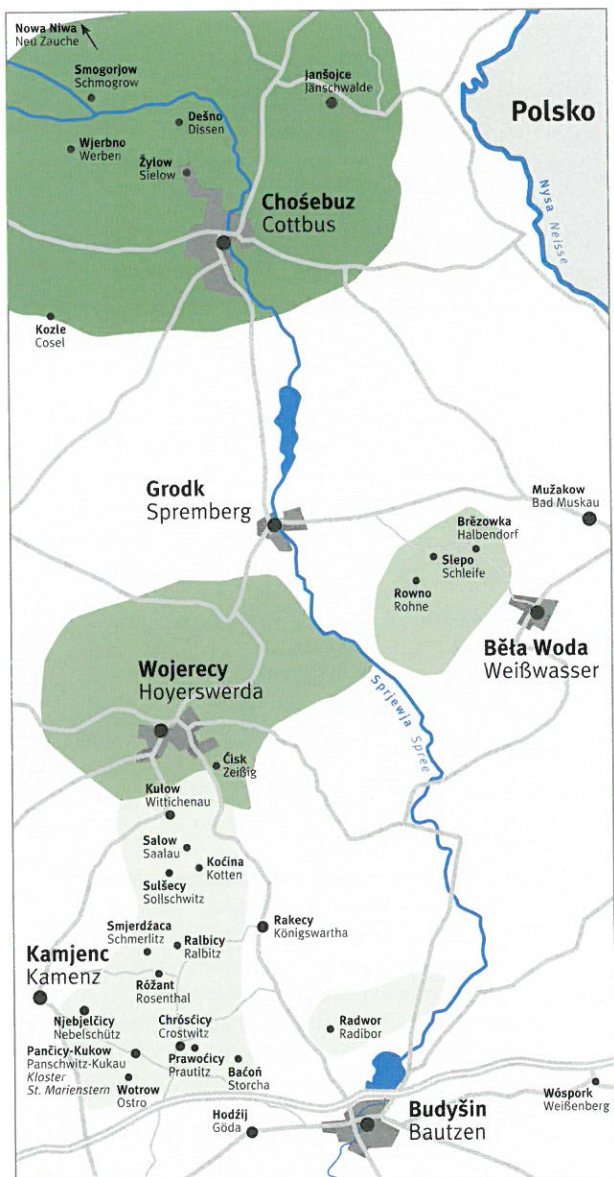 Nowa Niwa
Neu Zauche
Smogorjow
Schmogrow
Janšojce
Jänschwalde
Dešno
Dissen
Polsko
Wjerbno
Werben
Žylow
Sielow
Nysa Neisse
Chośebuz
Cottbus
Kozle
Cosel
Grodk
Spremberg
Mužakow
Bad Muskau
Brězowka
Halbendorf
Slepo
Schleife
Rowno
Rohne
Běła Woda
Weißwasser
Wojerecy
Hoyerswerda
Sprjewja Spree
Ćisk
Zeißig
Kulow
Wittichenau
Salow
Saalau
Koćina
Kotten
Sulšecy
Sollschwitz
Smjerdźaca
Schmerlitz
Ralbicy
Ralbitz
Rakecy
Königswartha
Kamjenc
Kamenz
Róžant
Rosenthal
Njebjelčicy
Nebelschütz
Chrósćicy
Crostwitz
Radwor
Radibor
Pančicy-Kukow
Panschwitz-Kukau
Kloster
St. Marienstern
Prawoćicy
Prautitz
Baćoń
Storcha
Wotrow
Ostro
Wóspork
Weißenberg
Hodźij
Göda
Budyšin
Bautzen